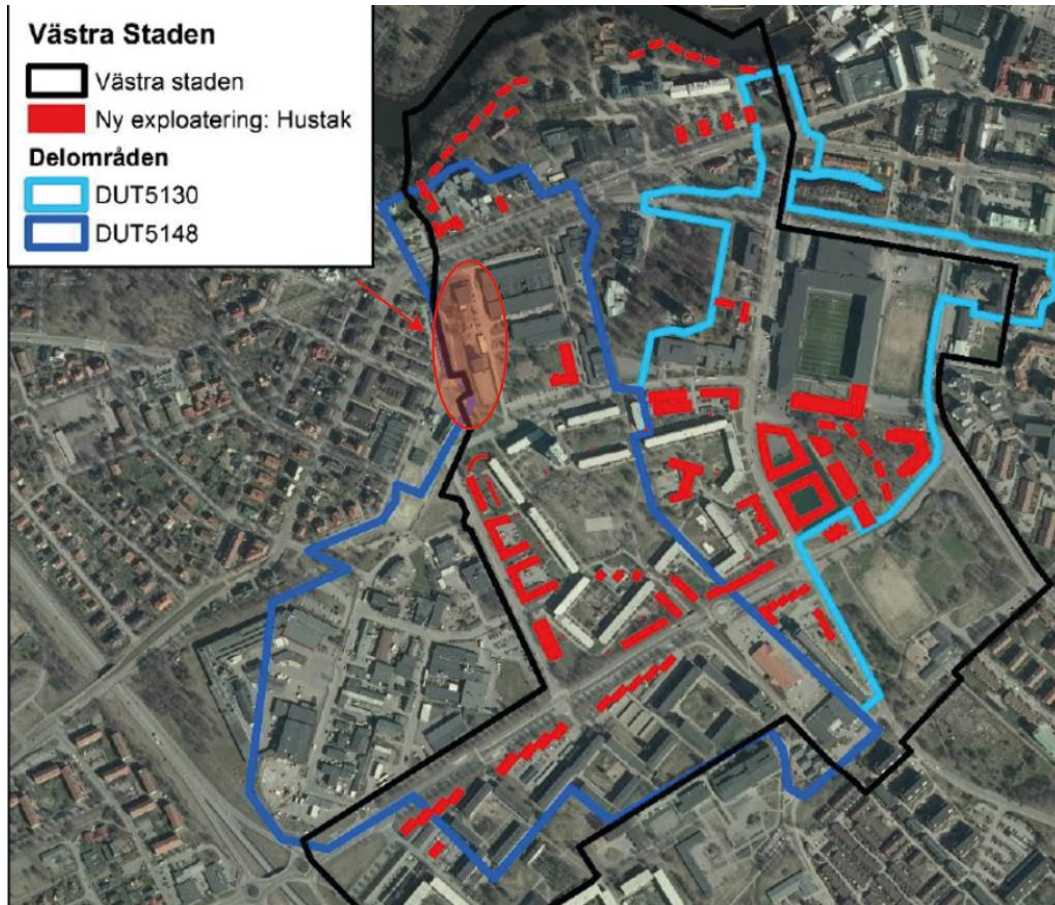 Västra Staden
Västra staden
Ny exploatering: Hustak
Delområden
DUT5130
DUT5148